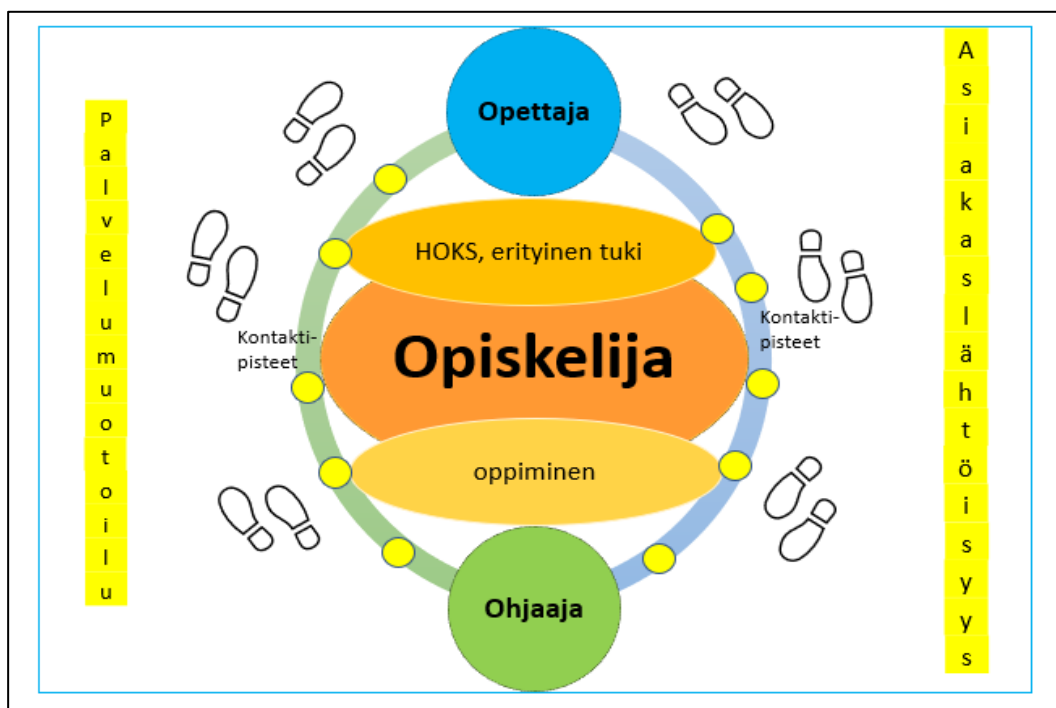 Palvelumuotoilu
Opettaja
HOKS, erityinen tuki
Kontakti-
pisteet
Opiskelija
Kontakti-
pisteet
oppiminen
Ohjaaja
Asiakaslähtöisyys